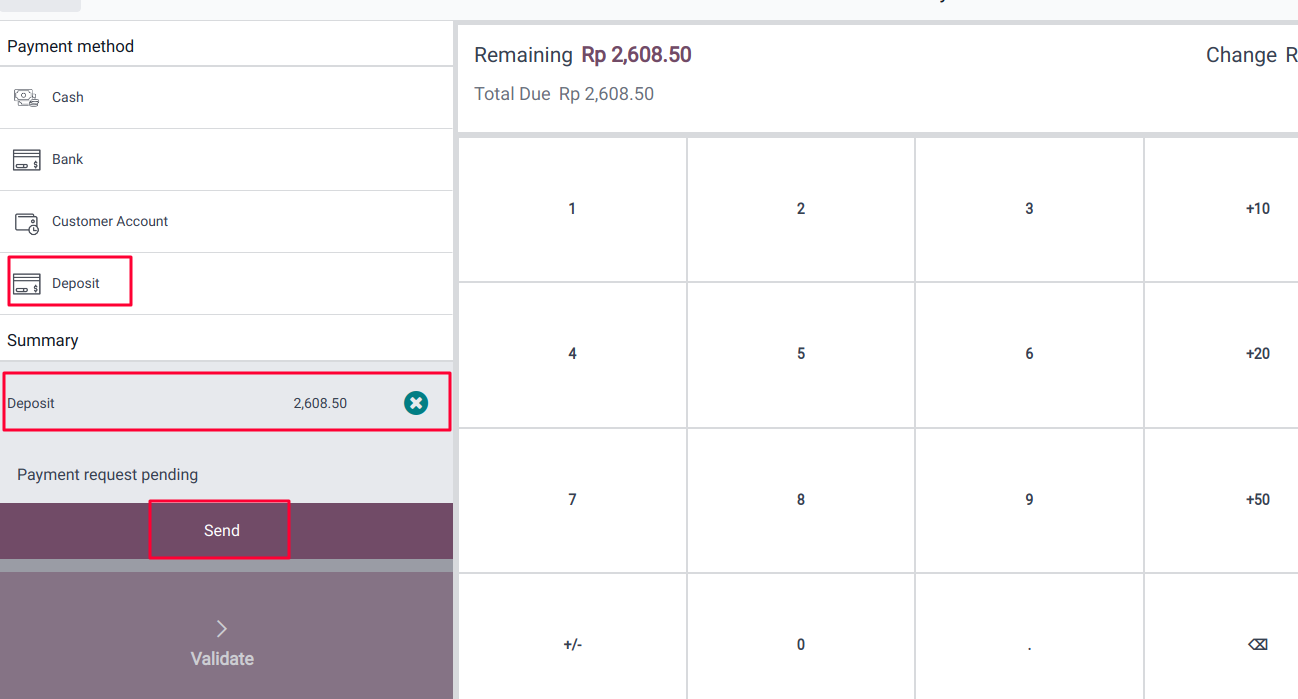 Payment method
Cash
Bank
Customer Account
Deposit
Summary
Deposit 2,608.50
Payment request pending
Send
Validate
Remaining Rp 2,608.50
Change R
Total Due Rp 2,608.50
1 2 3 +10
4 5 6 +20
7 8 9 +50
+/- 0 .